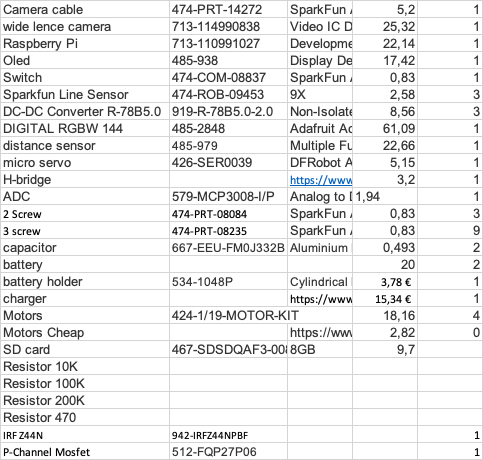 Camera cable 474-PRT-14272 SparkFun A 5,2 1
wide lence camera 713-114990838 Video IC D 25,32 1
Raspberry Pi 713-110991027 Developme 22,14 1
Oled 485-938 Display De 17,42 1
Switch 474-COM-08837 SparkFun A 0,83 1
Sparkfun Line Sensor 474-ROB-09453 9X 2,58 3
DC-DC Converter R-78B5.0 919-R-78B5.0-2.0 Non-Isolate 8,56 3
DIGITAL RGBW 144 485-2848 Adafruit Ac 61,09 1
distance sensor 485-979 Multiple Fu 22,66 1
micro servo 426-SER0039 DFRobot A 5,15 1
H-bridge https://www 3,2 1
ADC 579-MCP3008-I/P Analog to D 1,94 1
2 Screw 474-PRT-08084 SparkFun A 0,83 3
3 screw 474-PRT-08235 SparkFun A 0,83 9
capacitor 667-EEU-FM0J332B Aluminium 0,493 2
battery 20 2
battery holder 534-1048P Cylindrical 3,78 € 1
charger https://www 15,34 € 1
Motors 424-1/19-MOTOR-KIT 18,16 4
Motors Cheap https://www 2,82 0
SD card 467-SDSDQAF3-008 8GB 9,7 1
Resistor 10K
Resistor 100K
Resistor 200K
Resistor 470
IRFZ44N 942-IRFZ44NPBF 1
P-Channel Mosfet 512-FQP27P06 1